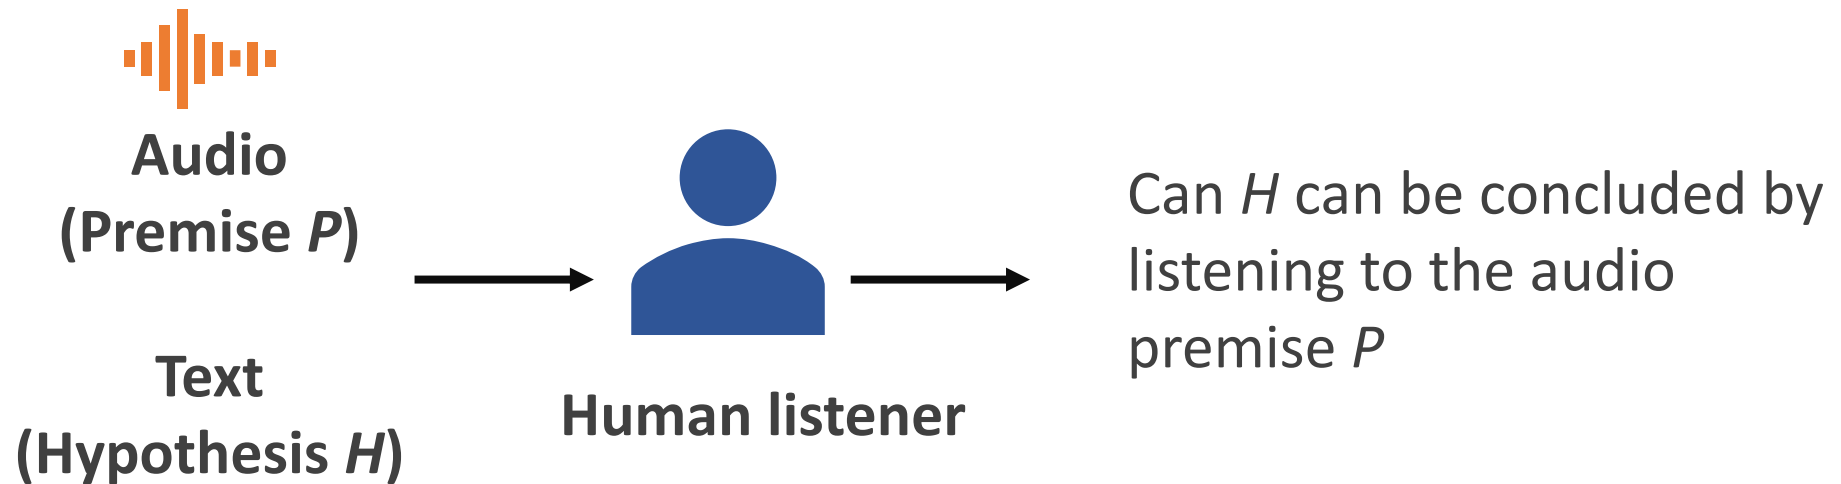 Audio
(Premise P)
Text
(Hypothesis H)
Human listener
Can H can be concluded by
listening to the audio
premise P